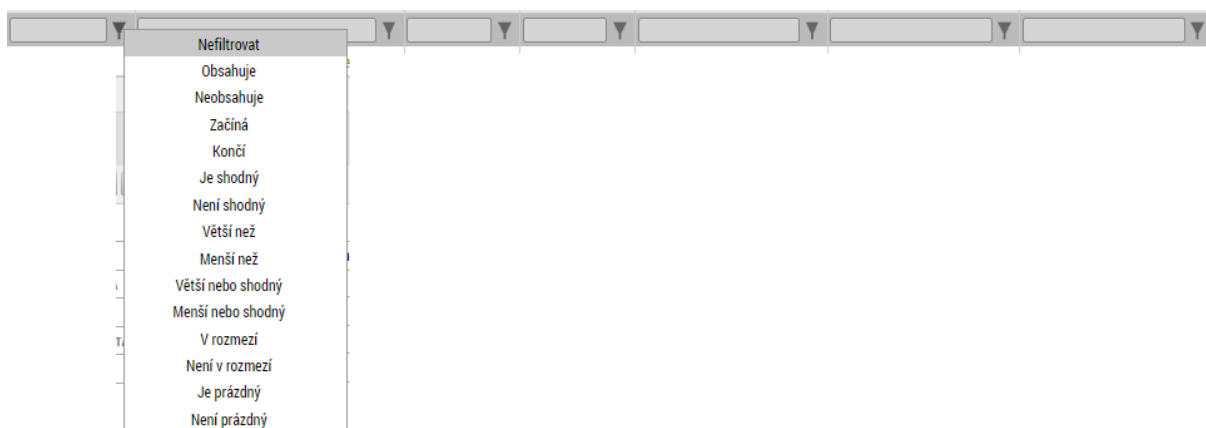 Nefiltrovat
Obsahuje
Neobsahuje
Začíná
Končí
Je shodný
Není shodný
Větší než
Menší než
Větší nebo shodný
Menší nebo shodný
V rozmezí
Není v rozmezí
Je prázdný
Není prázdný